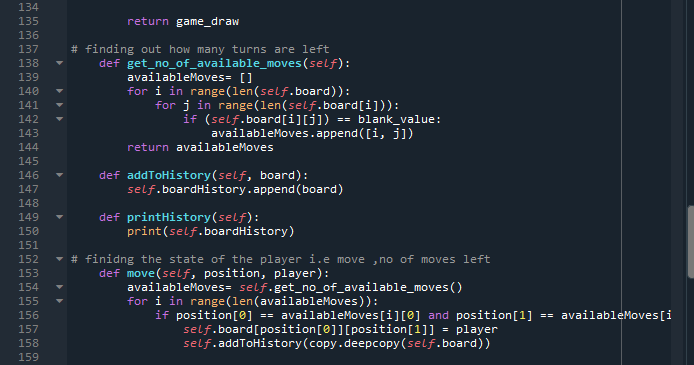 134
135 return game_draw
136
137 # finding out how many turns are left
138 def get_no_of_available_moves(self):
139 availableMoves= []
140 for i in range(len(self.board)):
141 for j in range(len(self.board[i])):
142 if (self.board[i][j]) == blank_value:
143 availableMoves.append([i, j])
144 return availableMoves
145
146 def addToHistory(self, board):
147 self.boardHistory.append(board)
148
149 def printHistory(self):
150 print(self.boardHistory)
151
152 # finidng the state of the player i.e move ,no of moves left
153 def move(self, position, player):
154 availableMoves= self.get_no_of_available_moves()
155 for i in range(len(availableMoves)):
156 if position[0] == availableMoves[i][0] and position[1] == availableMoves[i
157 self.board[position[0]][position[1]] = player
158 self.addToHistory(copy.deepcopy(self.board))
159